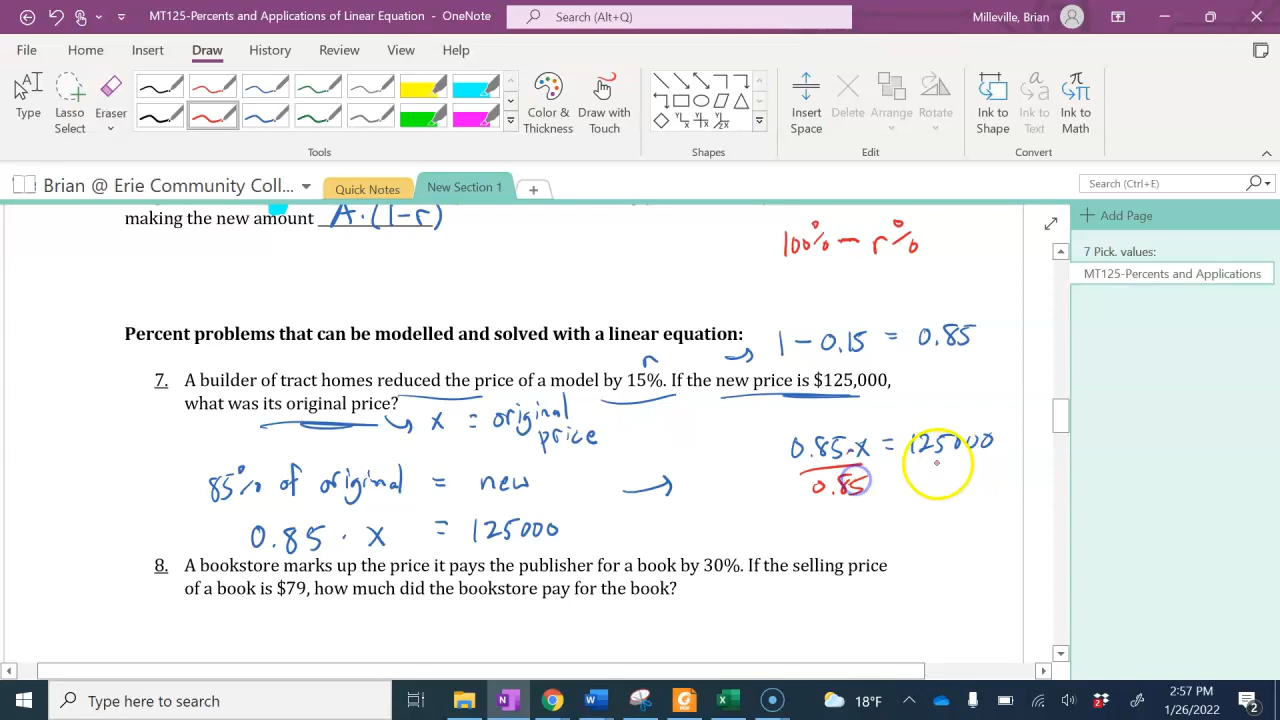 MT125-Percents and Applications of Linear Equation - OneNote
Search (Alt+Q)
Milleville, Brian
File Home Insert Draw History Review View Help
Type
Lasso Select
Eraser
Color & Thickness
Draw with Touch
Insert Space
Delete
Arrange
Rotate
Ink to Shape
Ink to Text
Ink to Math
Tools Shapes Edit Convert
Brian @ Erie Community Coll...
Quick Notes
New Section 1
Search (Ctrl+E)
Add Page
7 Pick. values:
MT125-Percents and Applications
making the new amount A·(1-r)
100% - r%
Percent problems that can be modelled and solved with a linear equation:
→ 1 - 0.15 = 0.85
r
7. A builder of tract homes reduced the price of a model by 15%. If the new price is $125,000,
what was its original price?
x = original price
0.85·x = 125000
0.85
85% of original = new →
0.85 · x = 125000
8. A bookstore marks up the price it pays the publisher for a book by 30%. If the selling price
of a book is $79, how much did the bookstore pay for the book?
Type here to search
18°F
2:57 PM
1/26/2022
2